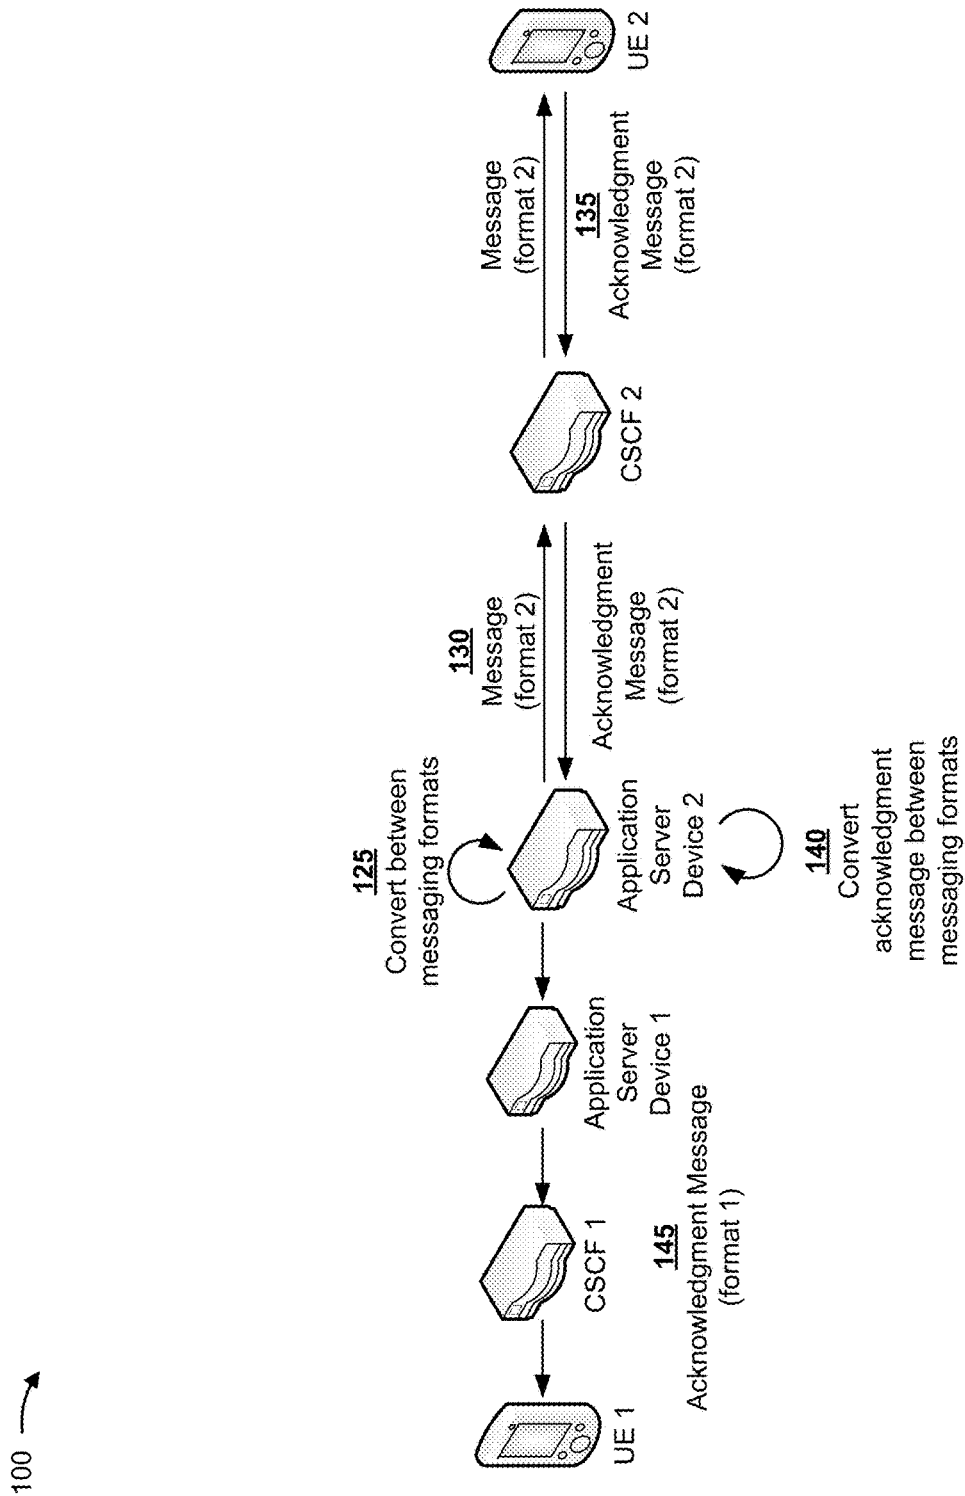 100
125
Convert between
messaging formats
130
Message
(format 2)
Message
(format 2)
UE 1
CSCF 1
Application
Server
Device 1
Application
Server
Device 2
CSCF 2
UE 2
145
Acknowledgment Message
(format 1)
Acknowledgment
Message
(format 2)
135
Acknowledgment
Message
(format 2)
140
Convert
acknowledgment
message between
messaging formats